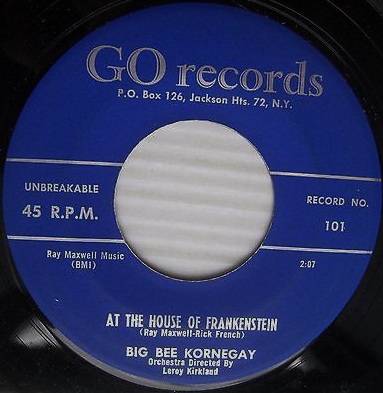 GO records
P.O. Box 126, Jackson Hts. 72, N.Y.
UNBREAKABLE
45 R.P.M.
RECORD NO.
101
Ray Maxwell Music
(BMI)
2:07
AT THE HOUSE OF FRANKENSTEIN
(Ray Maxwell-Rick French)
BIG BEE KORNEGAY
Orchestra Directed By
Leroy Kirkland